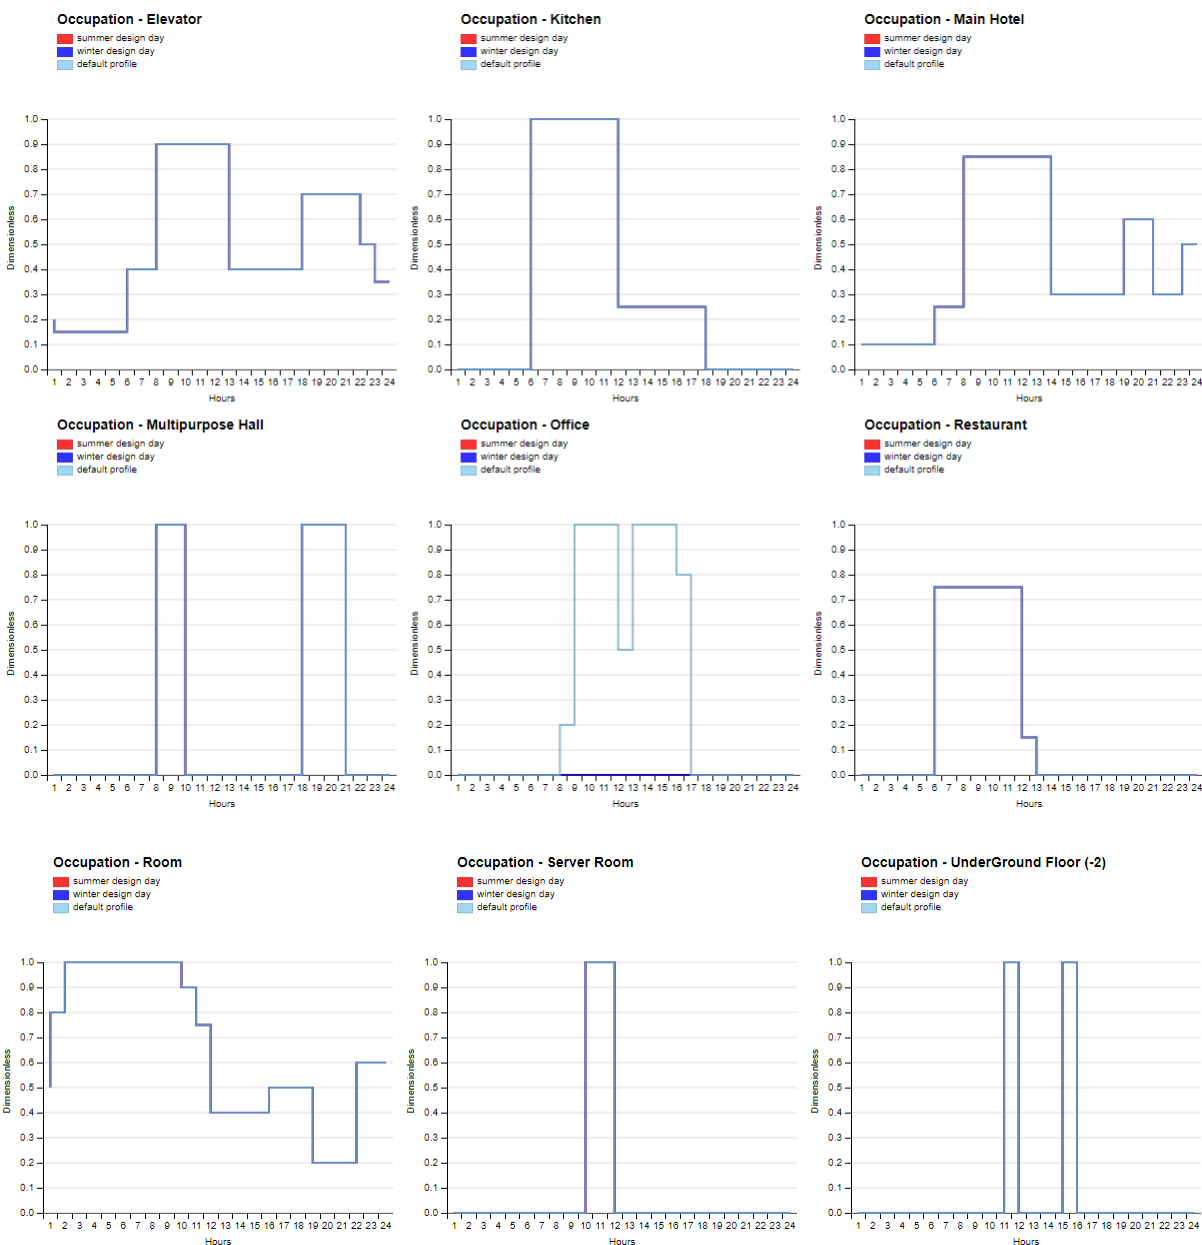 Occupation - Elevator
summer design day
winter design day
default profile
1.0
0.9
0.8
0.7
0.6
0.5
0.4
0.3
0.2
0.1
0.0
Dimensionless
1 2 3 4 5 6 7 8 9 10 11 12 13 14 15 16 17 18 19 20 21 22 23 24
Hours
Occupation - Kitchen
summer design day
winter design day
default profile
1.0
0.9
0.8
0.7
0.6
0.5
0.4
0.3
0.2
0.1
0.0
Dimensionless
1 2 3 4 5 6 7 8 9 10 11 12 13 14 15 16 17 18 19 20 21 22 23 24
Hours
Occupation - Main Hotel
summer design day
winter design day
default profile
1.0
0.9
0.8
0.7
0.6
0.5
0.4
0.3
0.2
0.1
0.0
Dimensionless
1 2 3 4 5 6 7 8 9 10 11 12 13 14 15 16 17 18 19 20 21 22 23 24
Hours
Occupation - Multipurpose Hall
summer design day
winter design day
default profile
1.0
0.9
0.8
0.7
0.6
0.5
0.4
0.3
0.2
0.1
0.0
Dimensionless
1 2 3 4 5 6 7 8 9 10 11 12 13 14 15 16 17 18 19 20 21 22 23 24
Hours
Occupation - Office
summer design day
winter design day
default profile
1.0
0.9
0.8
0.7
0.6
0.5
0.4
0.3
0.2
0.1
0.0
Dimensionless
1 2 3 4 5 6 7 8 9 10 11 12 13 14 15 16 17 18 19 20 21 22 23 24
Hours
Occupation - Restaurant
summer design day
winter design day
default profile
1.0
0.9
0.8
0.7
0.6
0.5
0.4
0.3
0.2
0.1
0.0
Dimensionless
1 2 3 4 5 6 7 8 9 10 11 12 13 14 15 16 17 18 19 20 21 22 23 24
Hours
Occupation - Room
summer design day
winter design day
default profile
1.0
0.9
0.8
0.7
0.6
0.5
0.4
0.3
0.2
0.1
0.0
Dimensionless
1 2 3 4 5 6 7 8 9 10 11 12 13 14 15 16 17 18 19 20 21 22 23 24
Hours
Occupation - Server Room
summer design day
winter design day
default profile
1.0
0.9
0.8
0.7
0.6
0.5
0.4
0.3
0.2
0.1
0.0
Dimensionless
1 2 3 4 5 6 7 8 9 10 11 12 13 14 15 16 17 18 19 20 21 22 23 24
Hours
Occupation - UnderGround Floor (-2)
summer design day
winter design day
default profile
1.0
0.9
0.8
0.7
0.6
0.5
0.4
0.3
0.2
0.1
0.0
Dimensionless
1 2 3 4 5 6 7 8 9 10 11 12 13 14 15 16 17 18 19 20 21 22 23 24
Hours